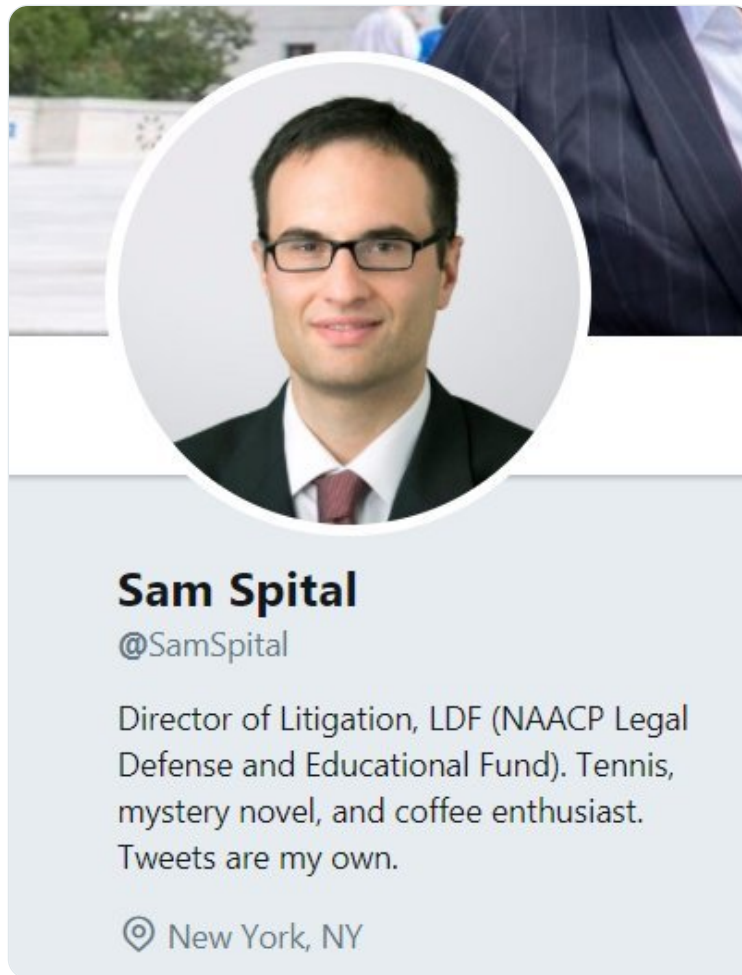 Sam Spital
@SamSpital
Director of Litigation, LDF (NAACP Legal
Defense and Educational Fund). Tennis,
mystery novel, and coffee enthusiast.
Tweets are my own.
New York, NY